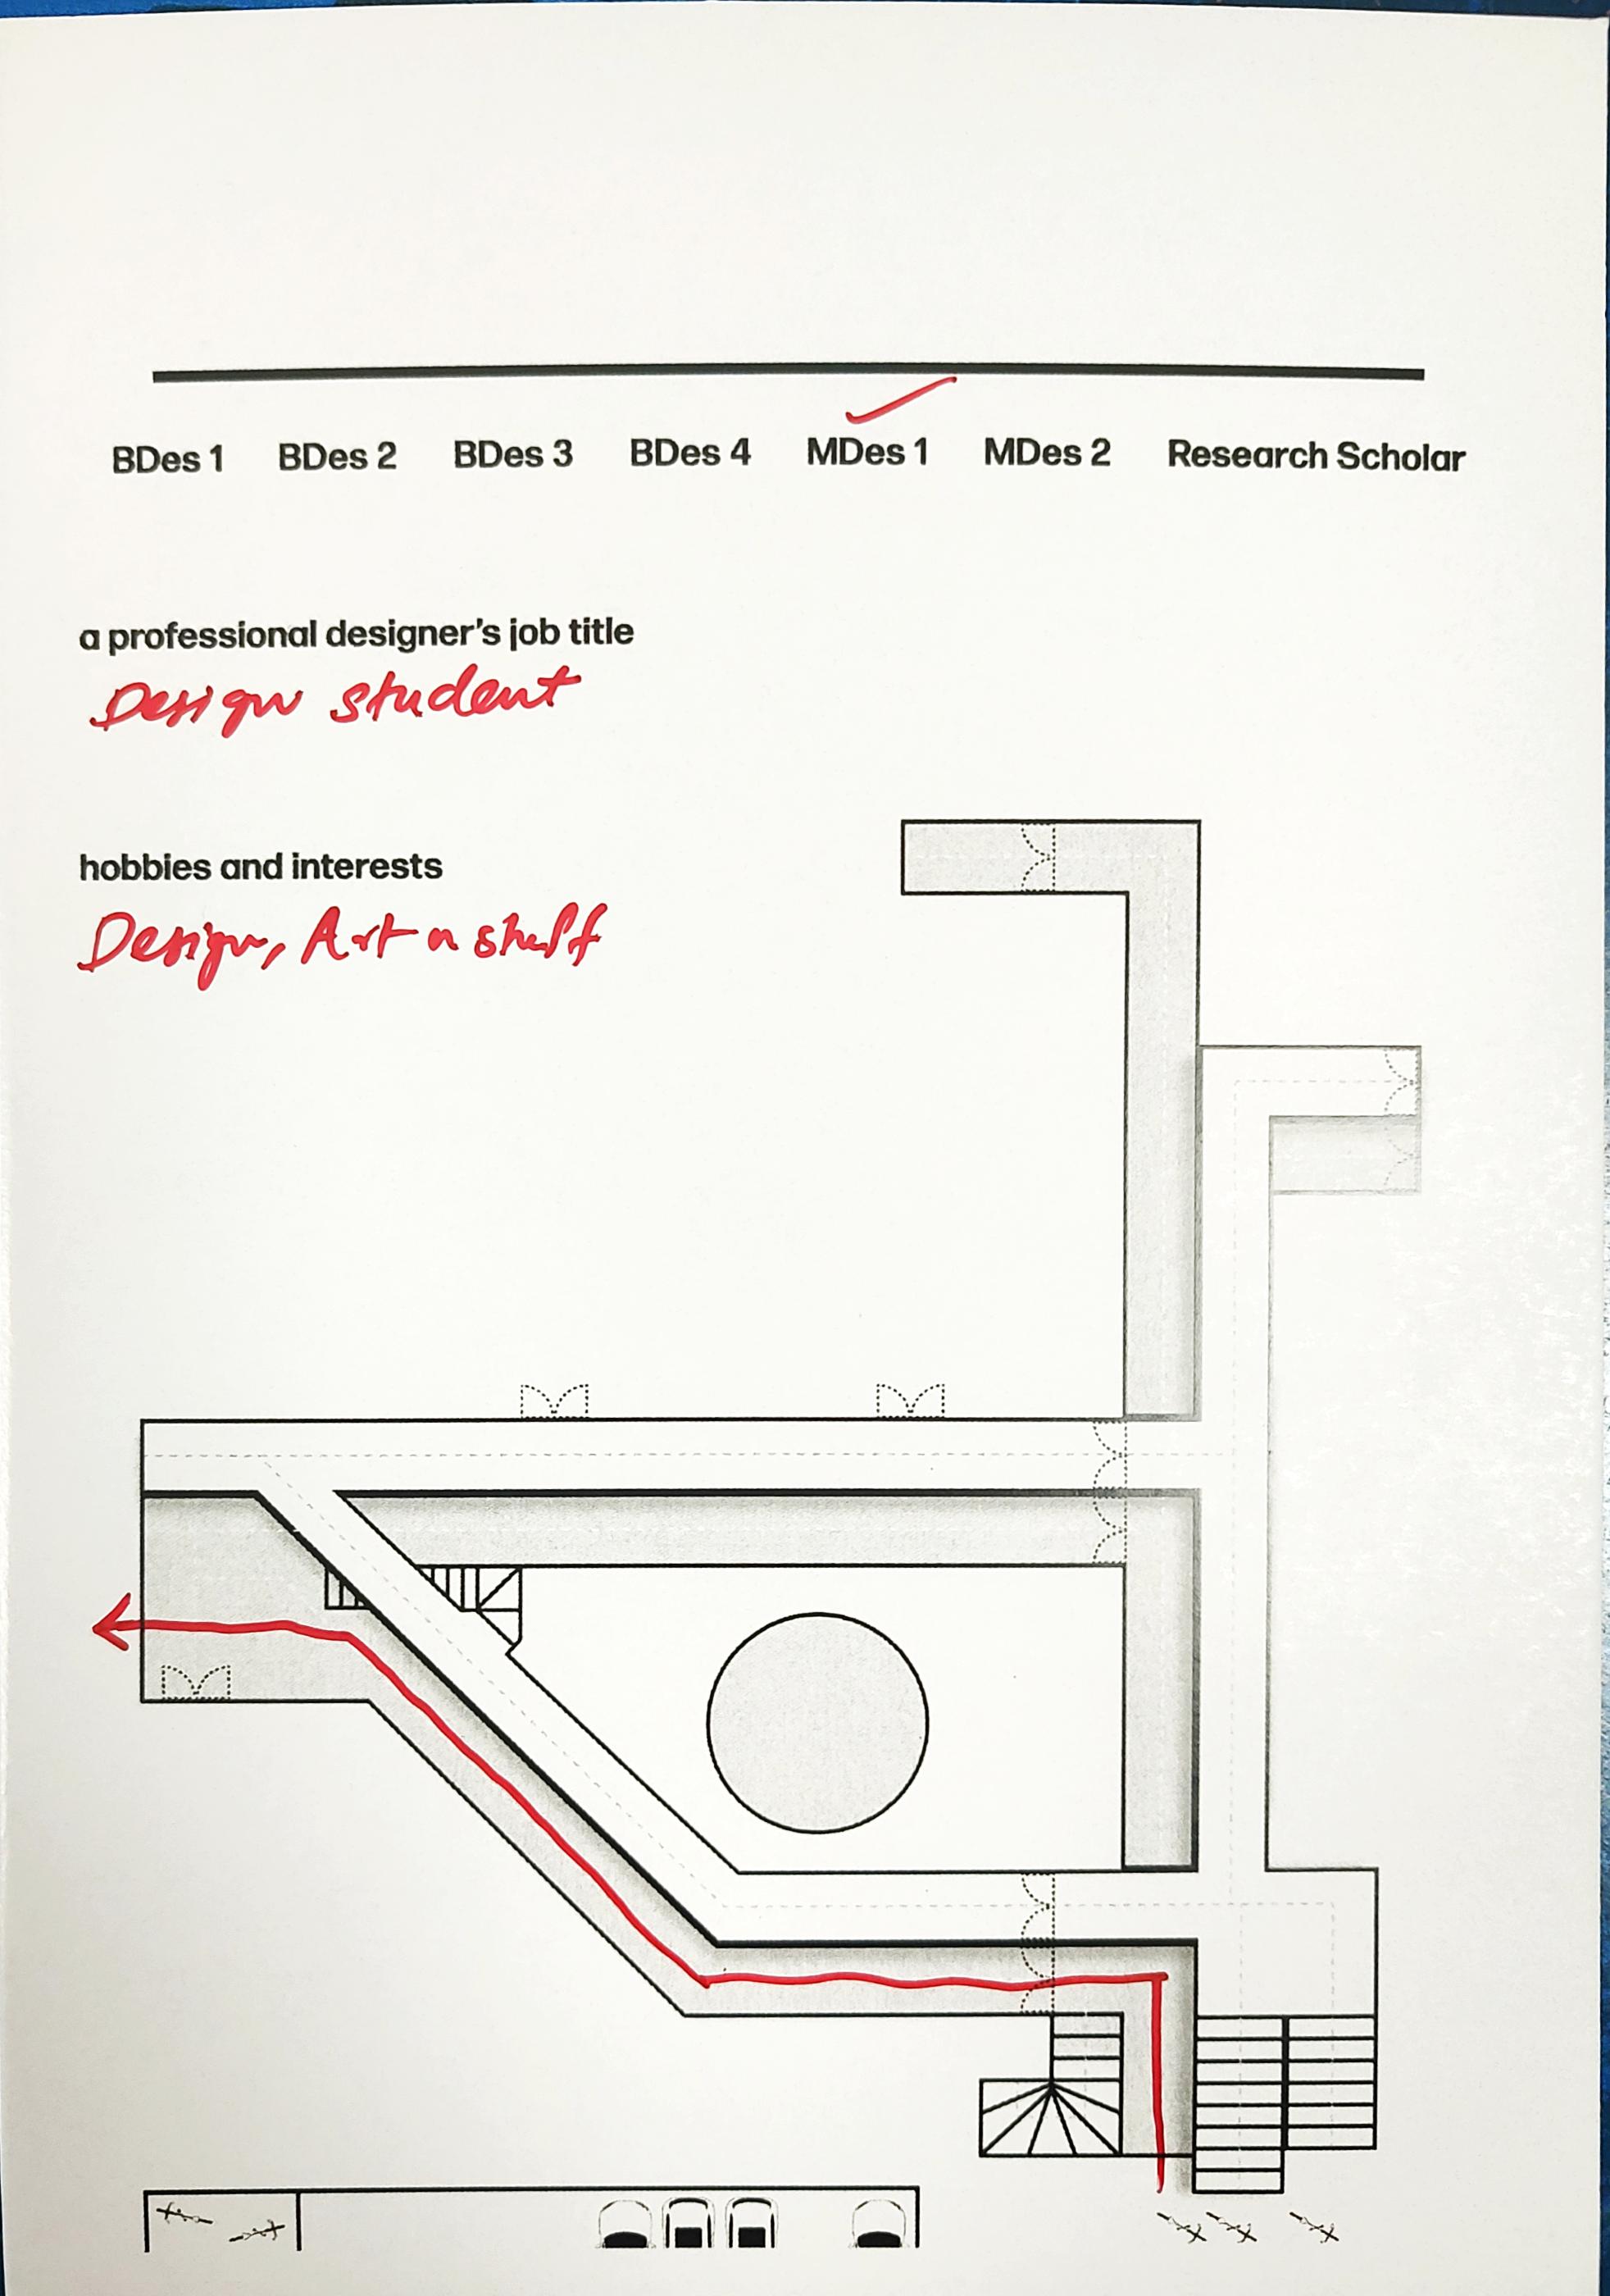 BDes 1 BDes 2 BDes 3 BDes 4 MDes 1 MDes 2 Research Scholar
a professional designer's job title
Design student
hobbies and interests
Design, Art n stuff